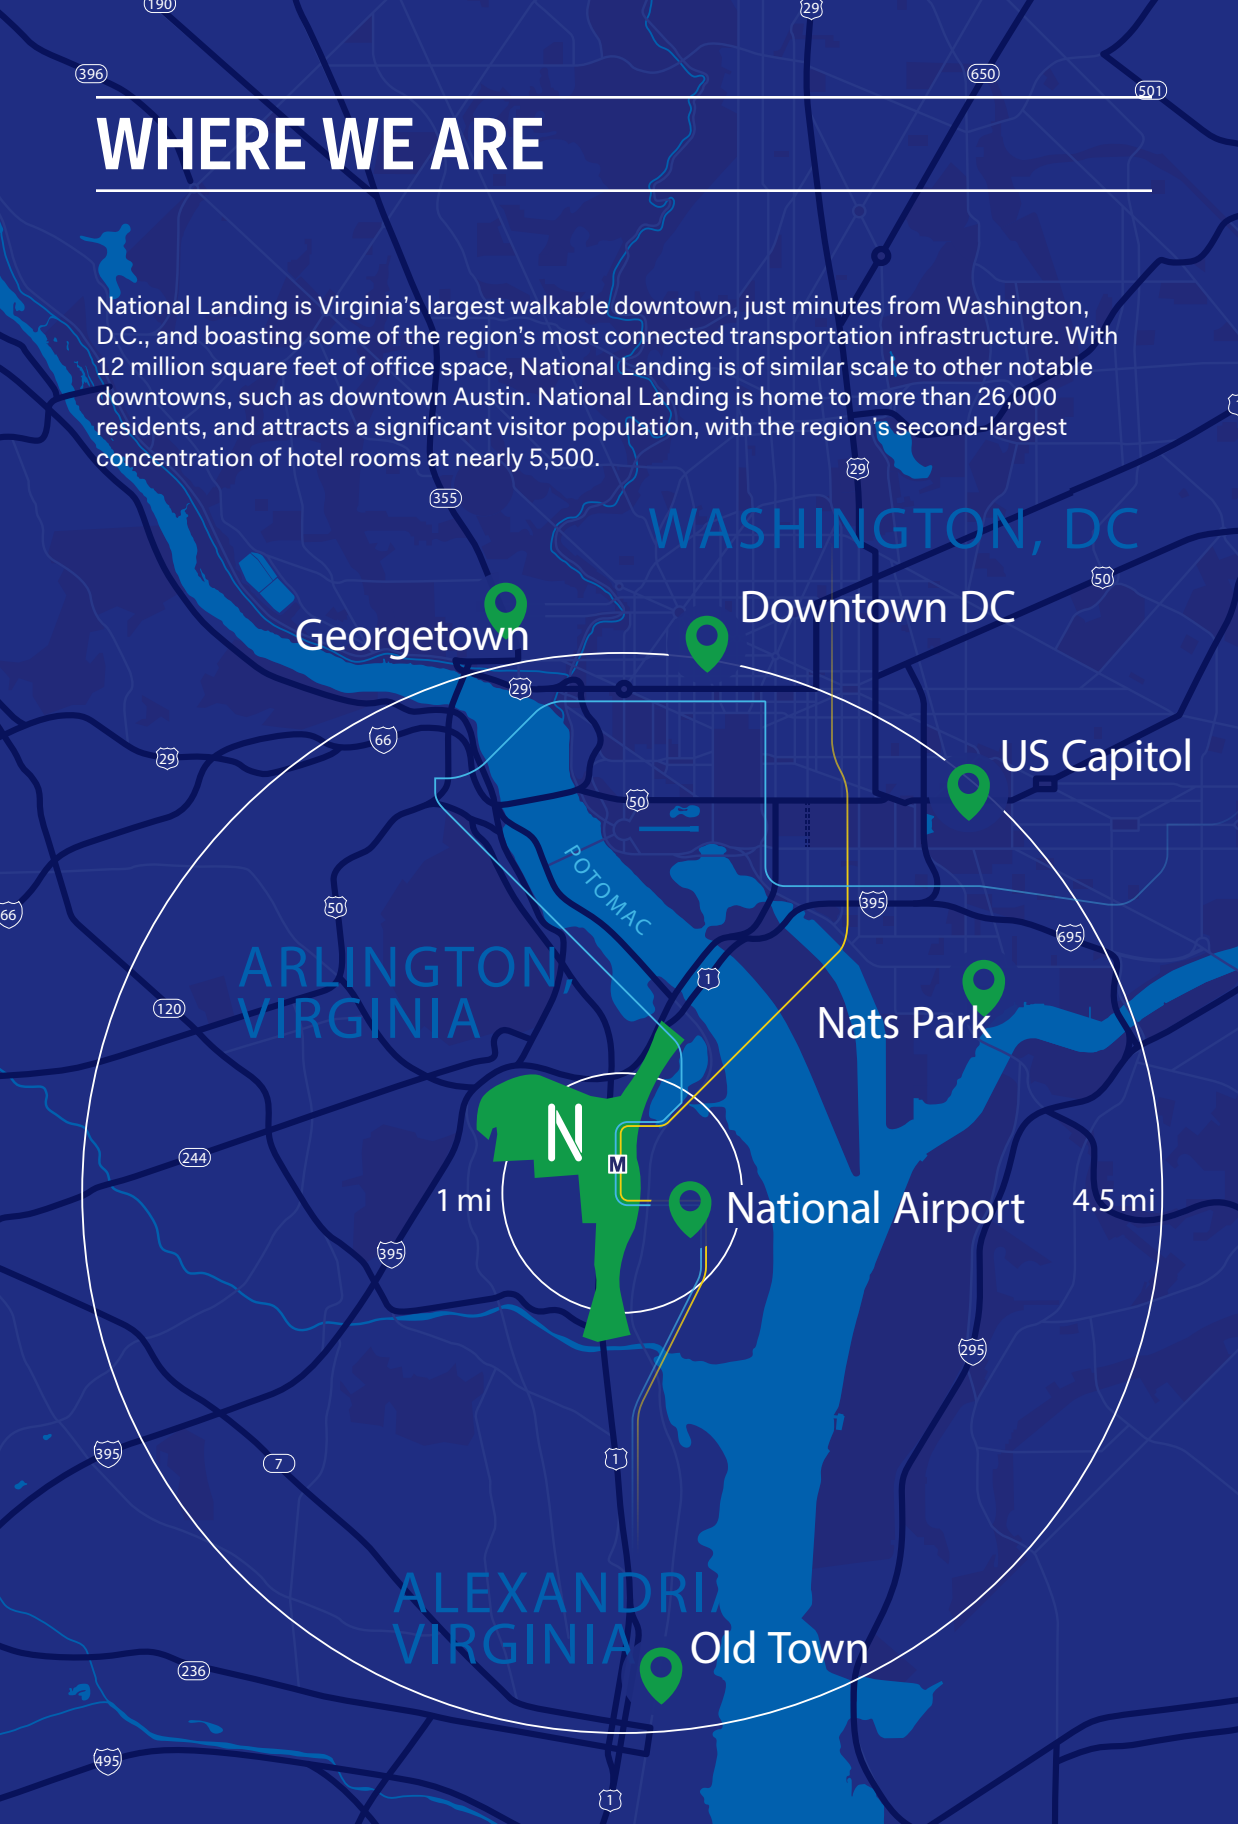 190
29
396
650
501
WHERE WE ARE
National Landing is Virginia's largest walkable downtown, just minutes from Washington,
D.C., and boasting some of the region's most connected transportation infrastructure. With
12 million square feet of office space, National Landing is of similar scale to other notable
downtowns, such as downtown Austin. National Landing is home to more than 26,000
residents, and attracts a significant visitor population, with the region's second-largest
concentration of hotel rooms at nearly 5,500.
29
355
WASHINGTON, DC
50
Downtown DC
Georgetown
29
66
29
US Capitol
50
POTOMAC
50
395
66
695
ARLINGTON,
VIRGINIA
1
120
Nats Park
N
M
244
1 mi
National Airport
4.5 mi
395
295
395
7
1
ALEXANDRIA
VIRGINIA
Old Town
236
495
1